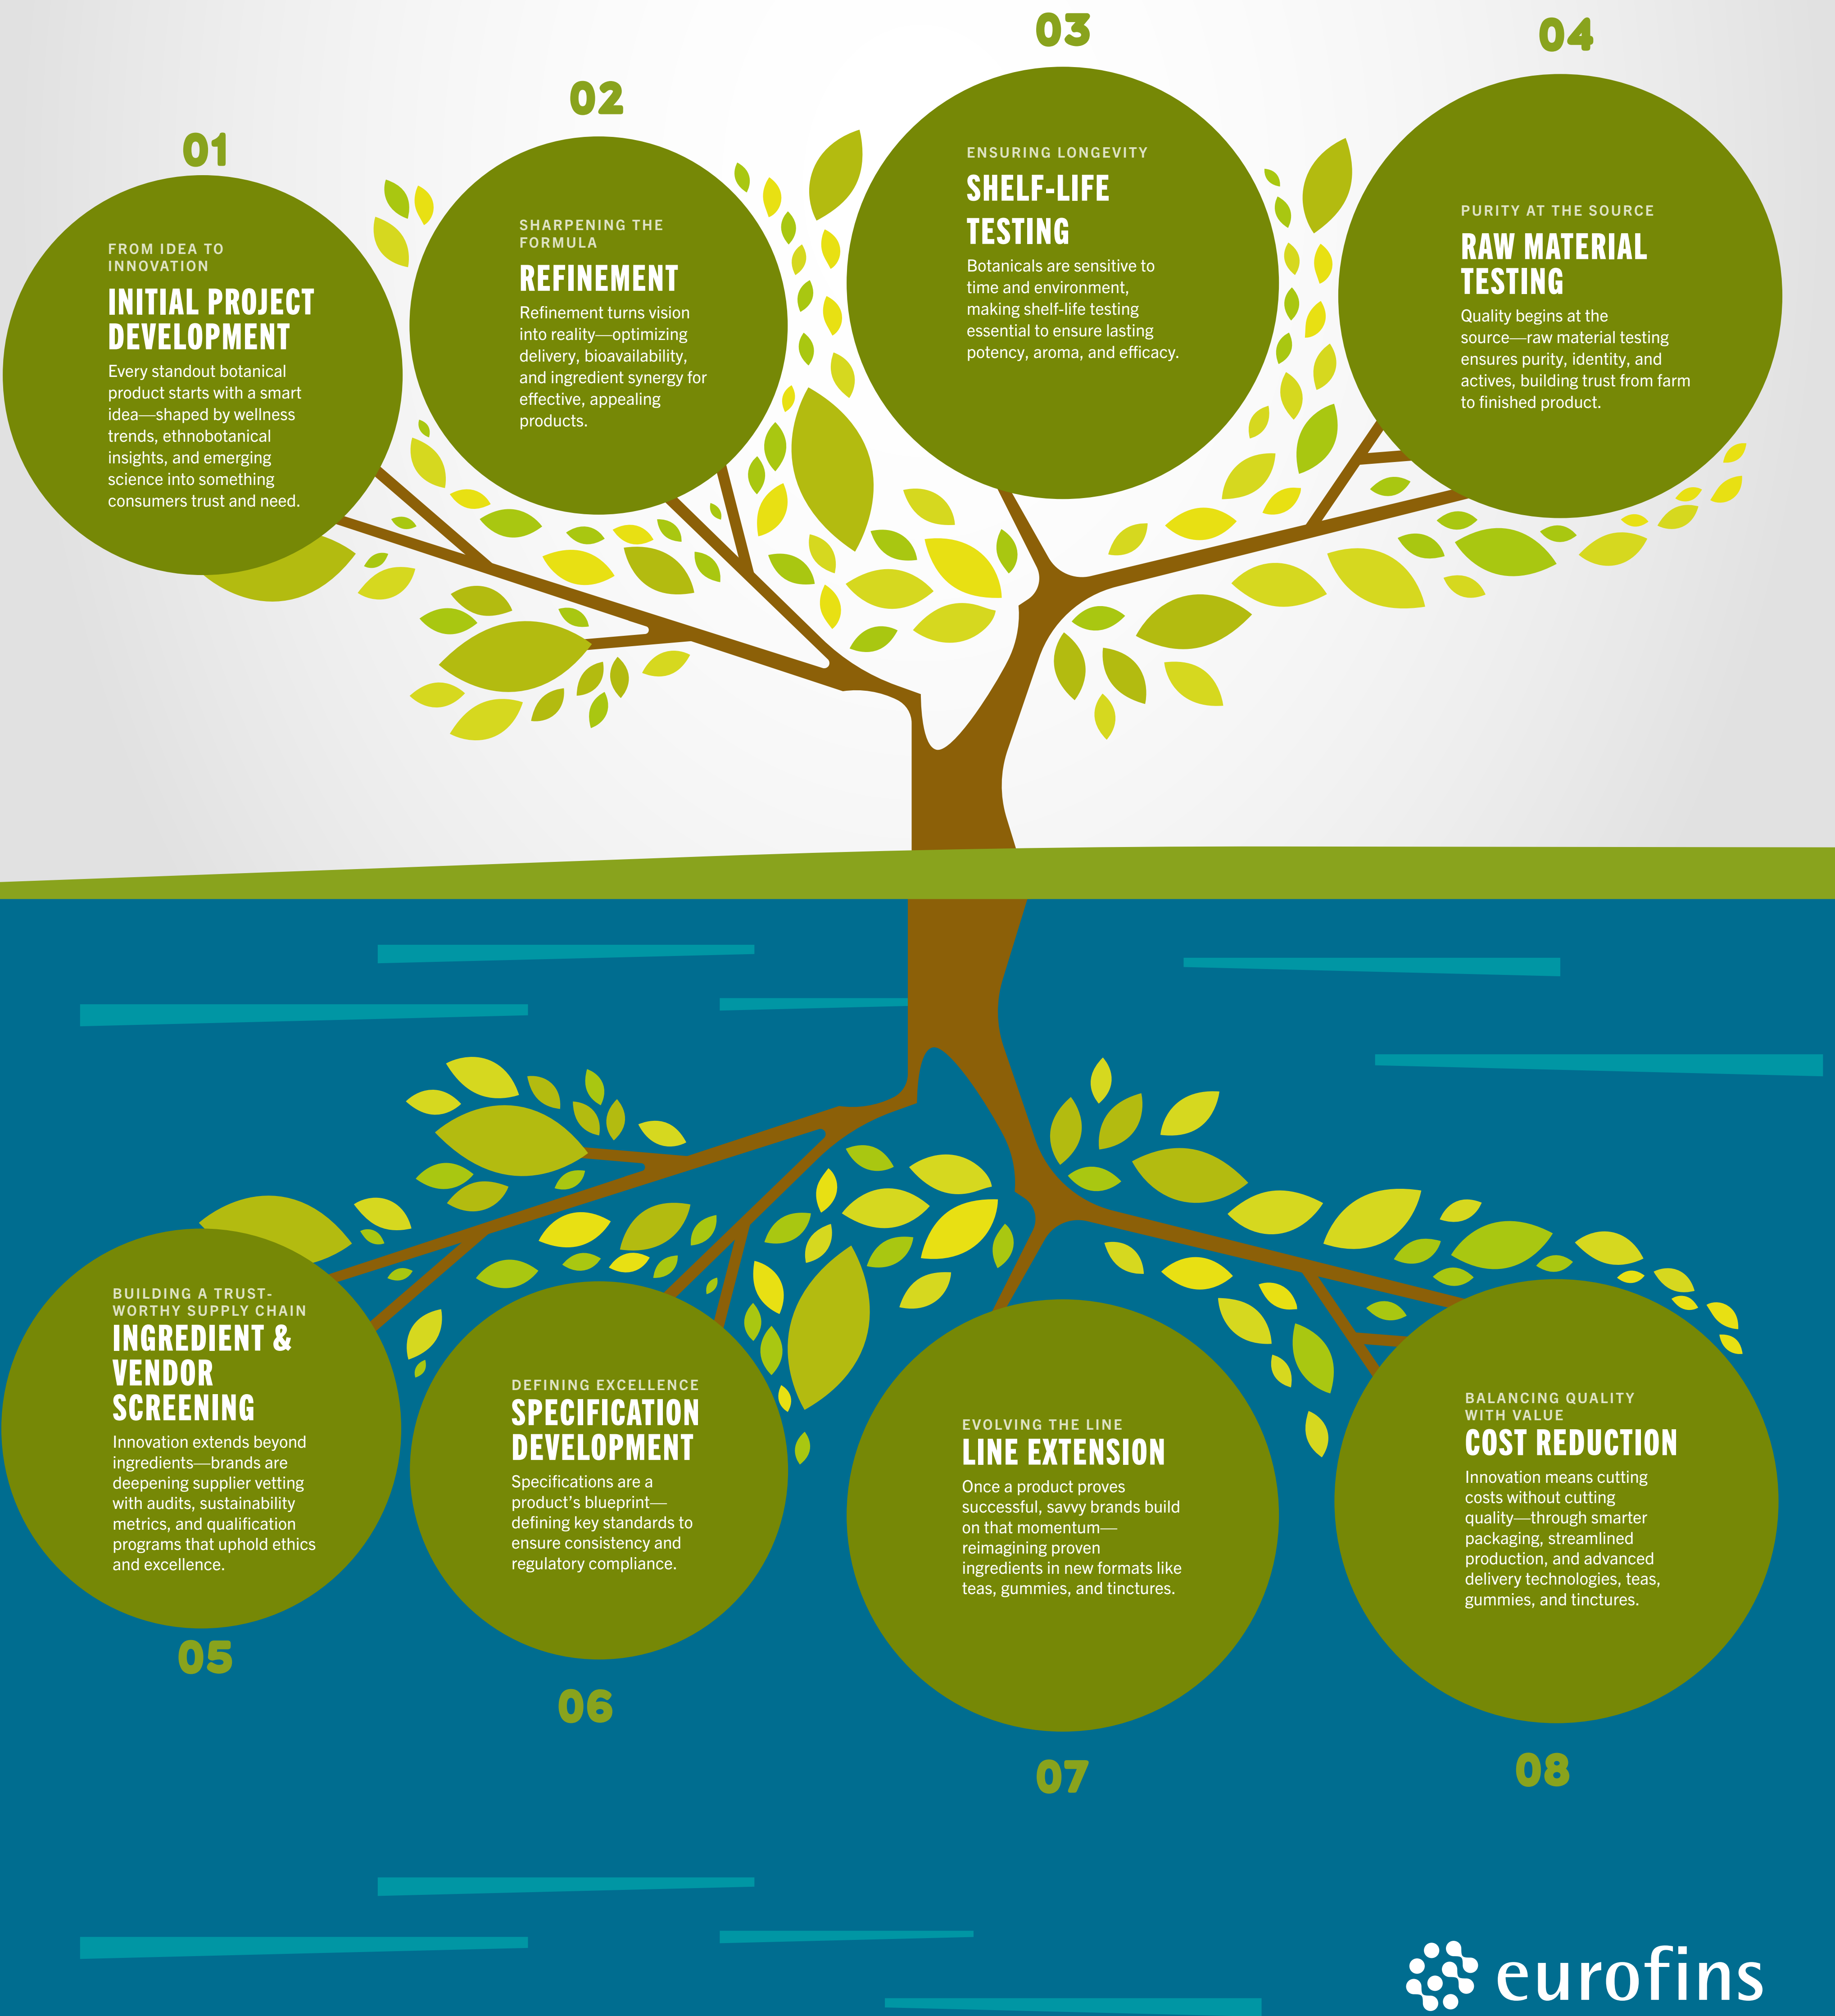 01
FROM IDEA TO
INNOVATION
INITIAL PROJECT
DEVELOPMENT
Every standout botanical
product starts with a smart
idea—shaped by wellness
trends, ethnobotanical
insights, and emerging
science into something
consumers trust and need.
02
SHARPENING THE
FORMULA
REFINEMENT
Refinement turns vision
into reality—optimizing
delivery, bioavailability,
and ingredient synergy for
effective, appealing
products.
03
ENSURING LONGEVITY
SHELF-LIFE
TESTING
Botanicals are sensitive to
time and environment,
making shelf-life testing
essential to ensure lasting
potency, aroma, and efficacy.
04
PURITY AT THE SOURCE
RAW MATERIAL
TESTING
Quality begins at the
source—raw material testing
ensures purity, identity, and
actives, building trust from farm
to finished product.
BUILDING A TRUST-
WORTHY SUPPLY CHAIN
INGREDIENT &
VENDOR
SCREENING
Innovation extends beyond
ingredients—brands are
deepening supplier vetting
with audits, sustainability
metrics, and qualification
programs that uphold ethics
and excellence.
05
DEFINING EXCELLENCE
SPECIFICATION
DEVELOPMENT
Specifications are a
product's blueprint—
defining key standards to
ensure consistency and
regulatory compliance.
06
EVOLVING THE LINE
LINE EXTENSION
Once a product proves
successful, savvy brands build
on that momentum—
reimagining proven
ingredients in new formats like
teas, gummies, and tinctures.
07
BALANCING QUALITY
WITH VALUE
COST REDUCTION
Innovation means cutting
costs without cutting
quality—through smarter
packaging, streamlined
production, and advanced
delivery technologies, teas,
gummies, and tinctures.
08
eurofins